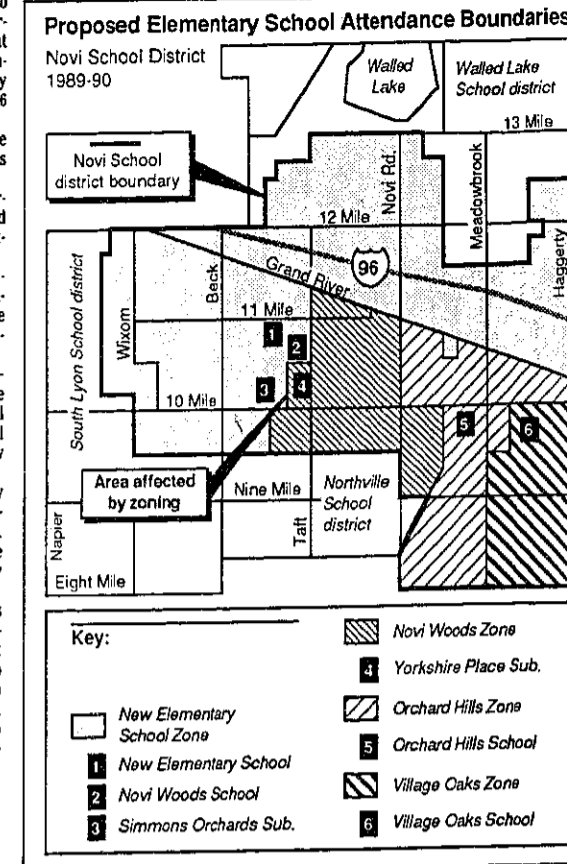 Proposed Elementary School Attendance Boundaries
Novi School District
1989-90
Walled
Lake
Walled Lake
School district
13 Mile
Novi School
district boundary
Novi Rd.
Meadowbrook
12 Mile
Haggerty
96
Grand River
South Lyon School district
Wixom
Beck
11 Mile
1
2
3
4
10 Mile
5
6
Area affected
by zoning
Nine Mile
Northville
School
district
Taft
Napier
Eight Mile
Key:
New Elementary
School Zone
1 New Elementary School
2 Novi Woods School
3 Simmons Orchards Sub.
Novi Woods Zone
4 Yorkshire Place Sub.
Orchard Hills Zone
5 Orchard Hills School
Village Oaks Zone
6 Village Oaks School